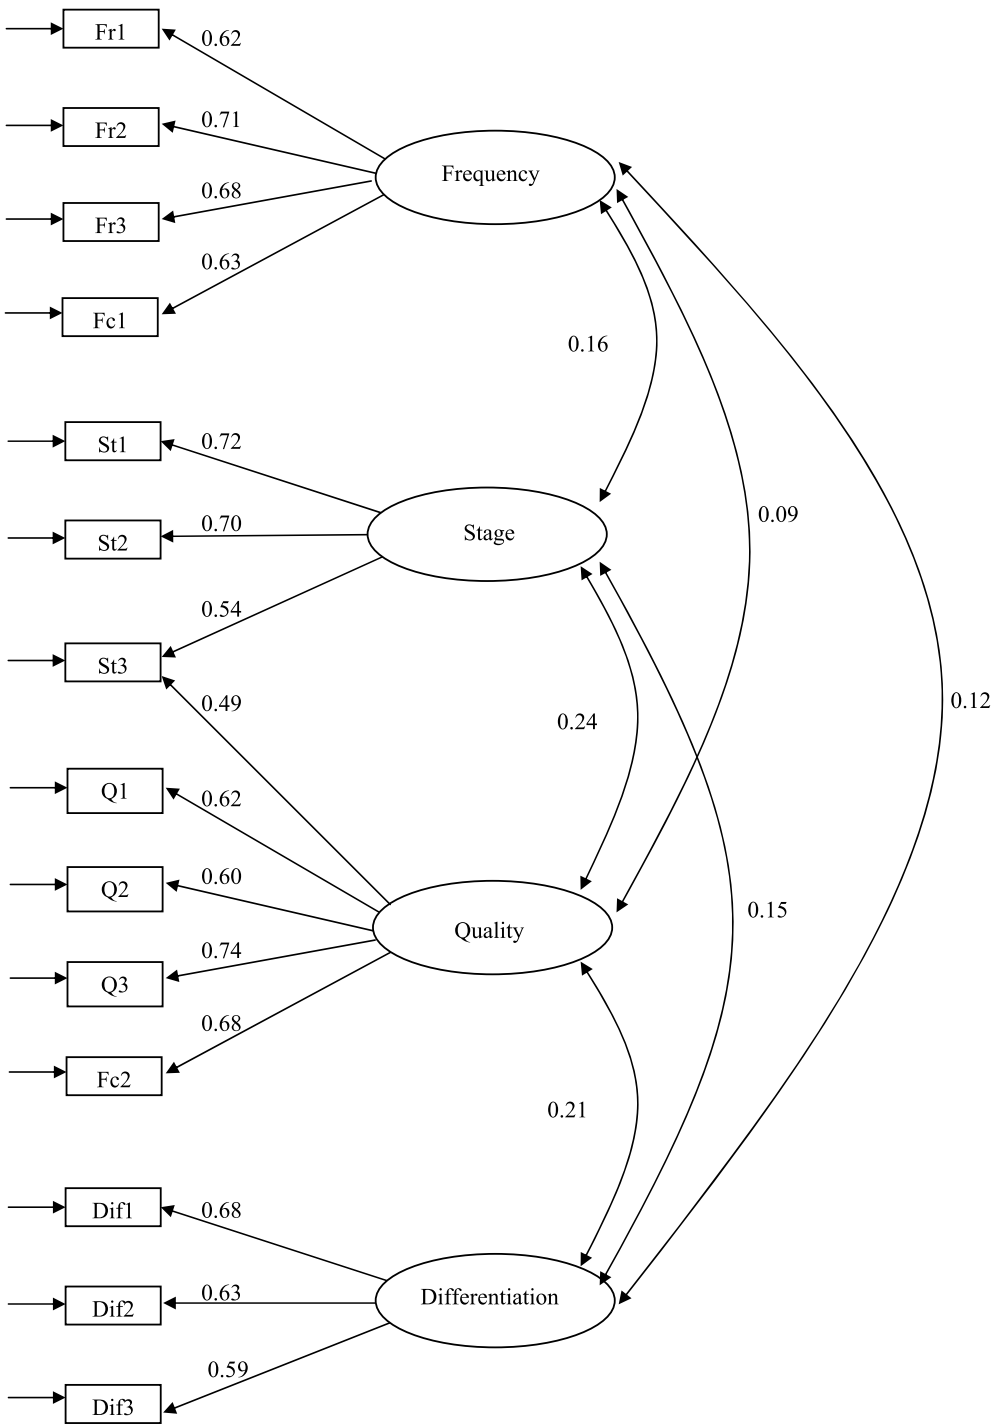 Fr1
0.62
Fr2
0.71
Frequency
Fr3
0.68
0.63
Fc1
0.16
St1
0.72
0.09
St2
0.70
Stage
0.54
St3
0.49
0.24
0.12
Q1
0.62
Q2
0.60
0.15
Quality
Q3
0.74
0.68
Fc2
0.21
Dif1
0.68
Dif2
0.63
Differentiation
0.59
Dif3